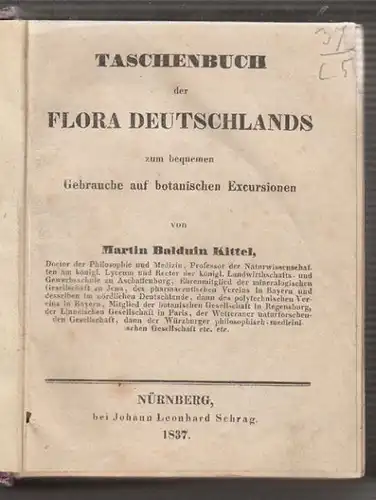 37
L5
TASCHENBUCH
der
FLORA DEUTSCHLANDS
zum bequemen
Gebrauche auf botanischen Excursionen
von
Martin Balduin Kittel,
Doctor der Philosophie und Medizin, Professor der Naturwissenschaf-
ten am königl. Lyceum und Rector der königl. Landwirthschafts- und
Gewerbsschule zu Aschaffenburg, Ehrenmitglied der mineralogischen
Gesellschaft zu Jena, des pharmaceutischen Vereins in Bayern und
desselben im nördlichen Deutschlande, dann des polytechnischen Ver-
eins in Bayern, Mitglied der botanischen Gesellschaft in Regensburg,
der Linnéischen Gesellschaft in Paris, der Wetterauer naturforschen-
den Gesellschaft, dann der Würzburger philosophisch-medizini-
schen Gesellschaft etc. etc.
NÜRNBERG,
bei Johann Leonhard Schrag.
1837.